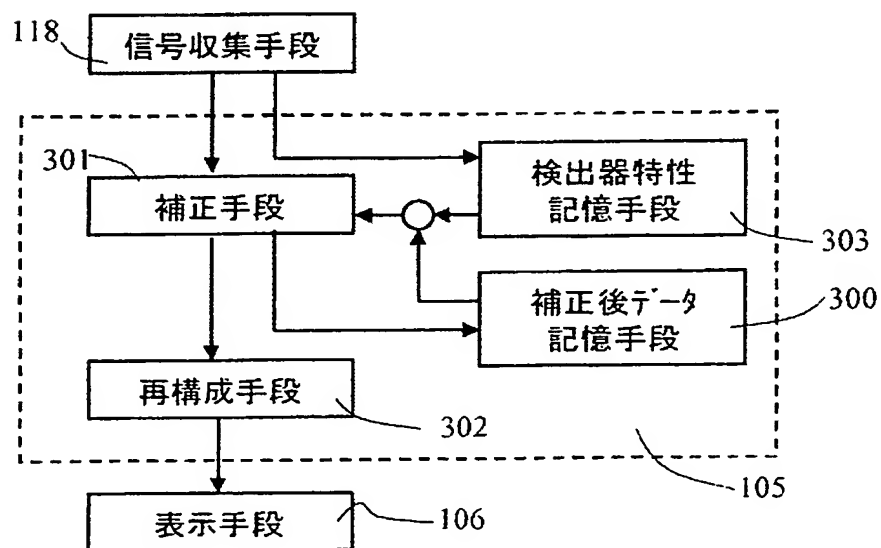 118
信号収集手段
301
補正手段
検出器特性
記憶手段
303
補正後データ
記憶手段
300
再構成手段
302
105
表示手段
106